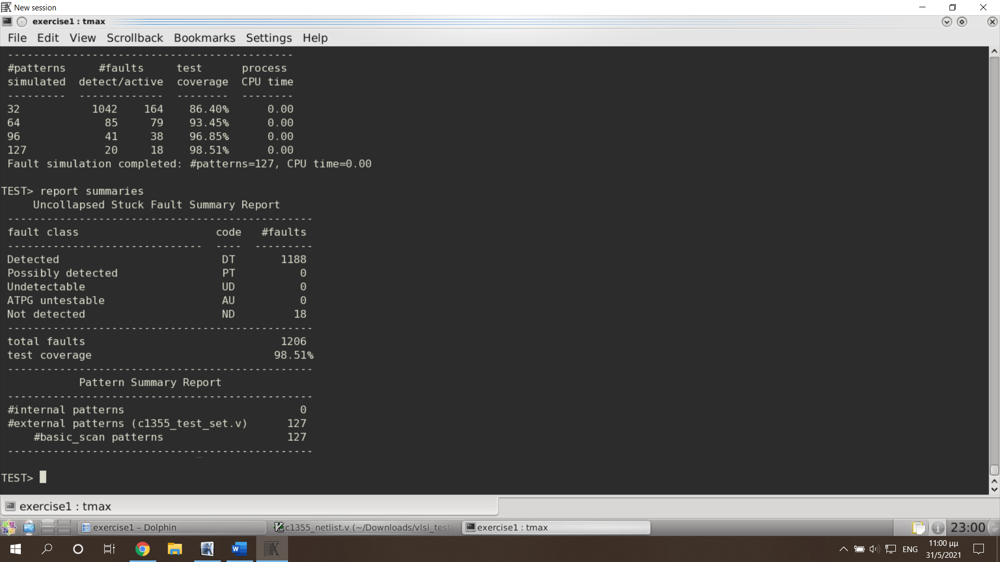 New session
exercise1 : tmax
File Edit View Scrollback Bookmarks Settings Help
--------------------------------------------
#patterns #faults test process
simulated detect/active coverage CPU time
--------- ------------- -------- --------
32 1042 164 86.40% 0.00
64 85 79 93.45% 0.00
96 41 38 96.85% 0.00
127 20 18 98.51% 0.00
Fault simulation completed: #patterns=127, CPU time=0.00
TEST> report summaries
Uncollapsed Stuck Fault Summary Report
-----------------------------------------------
fault class code #faults
------------------------------ ---- ---------
Detected DT 1188
Possibly detected PT 0
Undetectable UD 0
ATPG untestable AU 0
Not detected ND 18
-----------------------------------------------
total faults 1206
test coverage 98.51%
-----------------------------------------------
Pattern Summary Report
-----------------------------------------------
#internal patterns 0
#external patterns (c1355_test_set.v) 127
#basic_scan patterns 127
-----------------------------------------------
TEST>
exercise1 : tmax
exercise1 – Dolphin
c1355_netlist.v (~/Downloads/vlsi_testi
exercise1 : tmax
23:00
ENG
11:00 μμ
31/5/2021